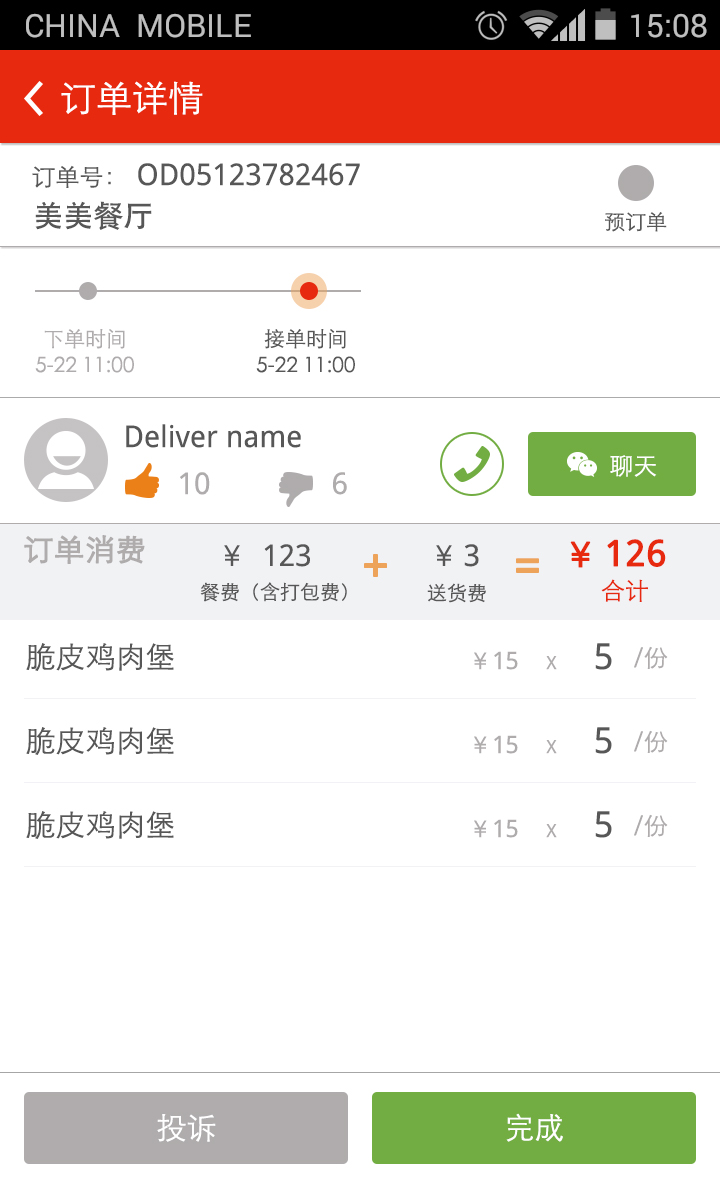 CHINA MOBILE 15:08
订单详情
订单号： OD05123782467
美美餐厅
预订单
下单时间 接单时间
5-22 11:00 5-22 11:00
Deliver name
10 6
聊天
订单消费 ¥ 123 + ¥ 3 = ¥ 126
餐费（含打包费） 送货费 合计
脆皮鸡肉堡 ¥15 x 5 /份
脆皮鸡肉堡 ¥15 x 5 /份
脆皮鸡肉堡 ¥15 x 5 /份
投诉 完成